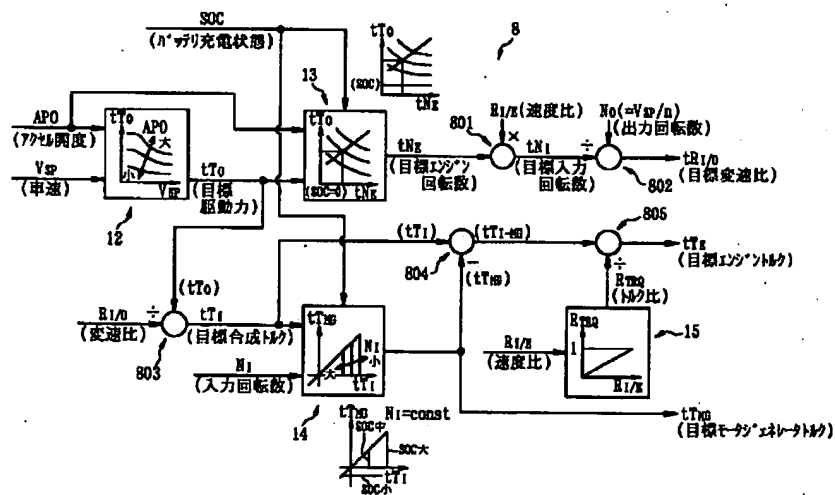 SOC
(バッテリ充電状態)
tTo
(SOC)
tNE
8
13
APO
(アクセル開度)
tTo
APO
大
小
VSP
VSP
(車速)
12
tTo
(目標
駆動力)
tTo
(SOC=0)
tNE
tNE
(目標エンジン
回転数)
RI/E(速度比)
801
×
tNI
(目標入力
回転数)
÷
No(=VSP/n)
(出力回転数)
802
tRI/O
(目標変速比)
(tTo)
RI/O
(変速比)
÷
803
tTI
(目標合成トルク)
NI
(入力回転数)
tTMG
NI
小
大
tTI
14
(tTI)
804
−
(tTMG)
(tTI-MG)
805
÷
tTE
(目標エンジントルク)
RTRQ
(トルク比)
RI/E
(速度比)
RTRQ
1
RI/E
15
tTMG
(目標モータジェネレータトルク)
tTMG
NI=const
SOC中
SOC大
SOC小
tTI